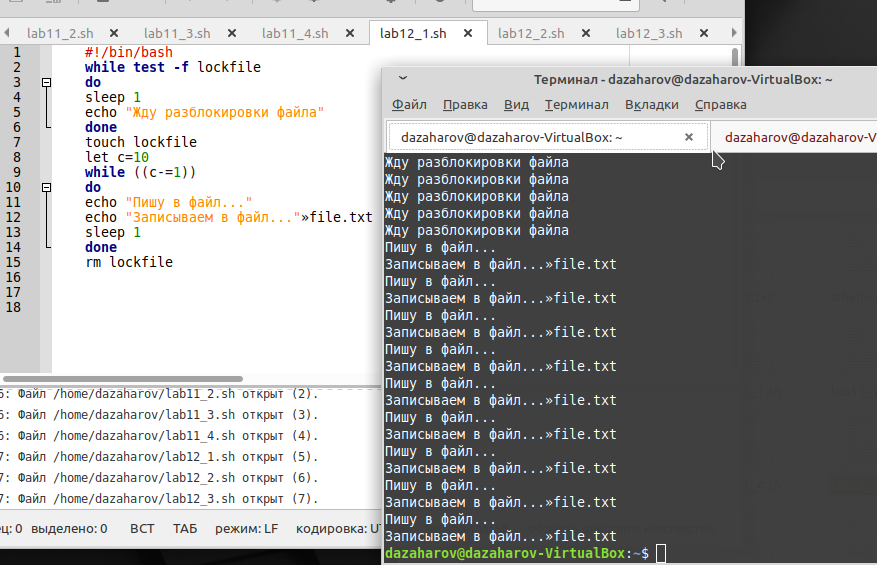 lab11_2.sh lab11_3.sh lab11_4.sh lab12_1.sh lab12_2.sh lab12_3.sh
1 #!/bin/bash
2 while test -f lockfile
3 do
4 sleep 1
5 echo "Жду разблокировки файла"
6 done
7 touch lockfile
8 let c=10
9 while ((c-=1))
10 do
11 echo "Пишу в файл..."
12 echo "Записываем в файл..."»file.txt
13 sleep 1
14 done
15 rm lockfile
16
17
18
6: Файл /home/dazaharov/lab11_2.sh открыт (2).
6: Файл /home/dazaharov/lab11_3.sh открыт (3).
6: Файл /home/dazaharov/lab11_4.sh открыт (4).
7: Файл /home/dazaharov/lab12_1.sh открыт (5).
7: Файл /home/dazaharov/lab12_2.sh открыт (6).
7: Файл /home/dazaharov/lab12_3.sh открыт (7).
ец: 0 выделено: 0 ВСТ ТАБ режим: LF кодировка: UT
Терминал - dazaharov@dazaharov-VirtualBox: ~
Файл Правка Вид Терминал Вкладки Справка
dazaharov@dazaharov-VirtualBox: ~ dazaharov@dazaharov-V
Жду разблокировки файла
Жду разблокировки файла
Жду разблокировки файла
Жду разблокировки файла
Жду разблокировки файла
Пишу в файл...
Записываем в файл...»file.txt
Пишу в файл...
Записываем в файл...»file.txt
Пишу в файл...
Записываем в файл...»file.txt
Пишу в файл...
Записываем в файл...»file.txt
Пишу в файл...
Записываем в файл...»file.txt
Пишу в файл...
Записываем в файл...»file.txt
Пишу в файл...
Записываем в файл...»file.txt
Пишу в файл...
Записываем в файл...»file.txt
Пишу в файл...
Записываем в файл...»file.txt
dazaharov@dazaharov-VirtualBox:~$